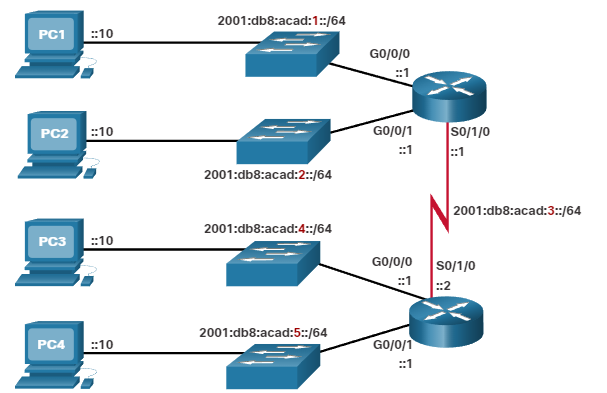 2001:db8:acad:1::/64
PC1
::10
G0/0/0
::1
PC2
::10
G0/0/1
::1
S0/1/0
::1
2001:db8:acad:2::/64
2001:db8:acad:3::/64
2001:db8:acad:4::/64
PC3
::10
G0/0/0
::1
S0/1/0
::2
2001:db8:acad:5::/64
PC4
::10
G0/0/1
::1